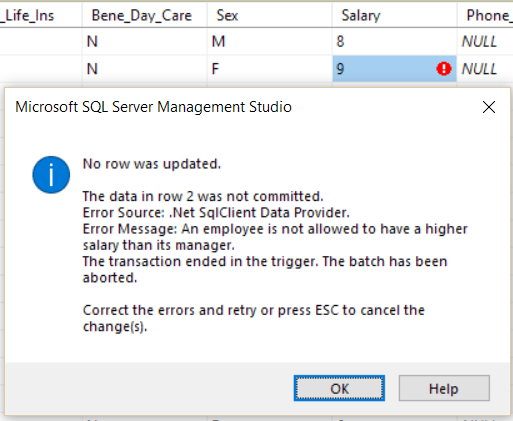 _Life_Ins Bene_Day_Care Sex Salary Phone_
N M 8 NULL
N F 9 NULL
Microsoft SQL Server Management Studio
No row was updated.
The data in row 2 was not committed.
Error Source: .Net SqlClient Data Provider.
Error Message: An employee is not allowed to have a higher
salary than its manager.
The transaction ended in the trigger. The batch has been
aborted.
Correct the errors and retry or press ESC to cancel the
change(s).
OK Help